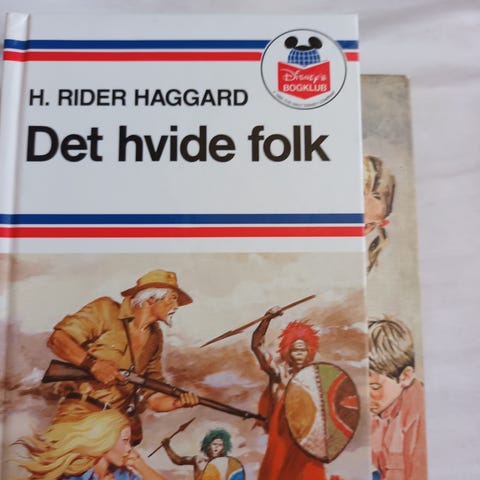 Disney's
BOGKLUB
H. RIDER HAGGARD
Det hvide folk